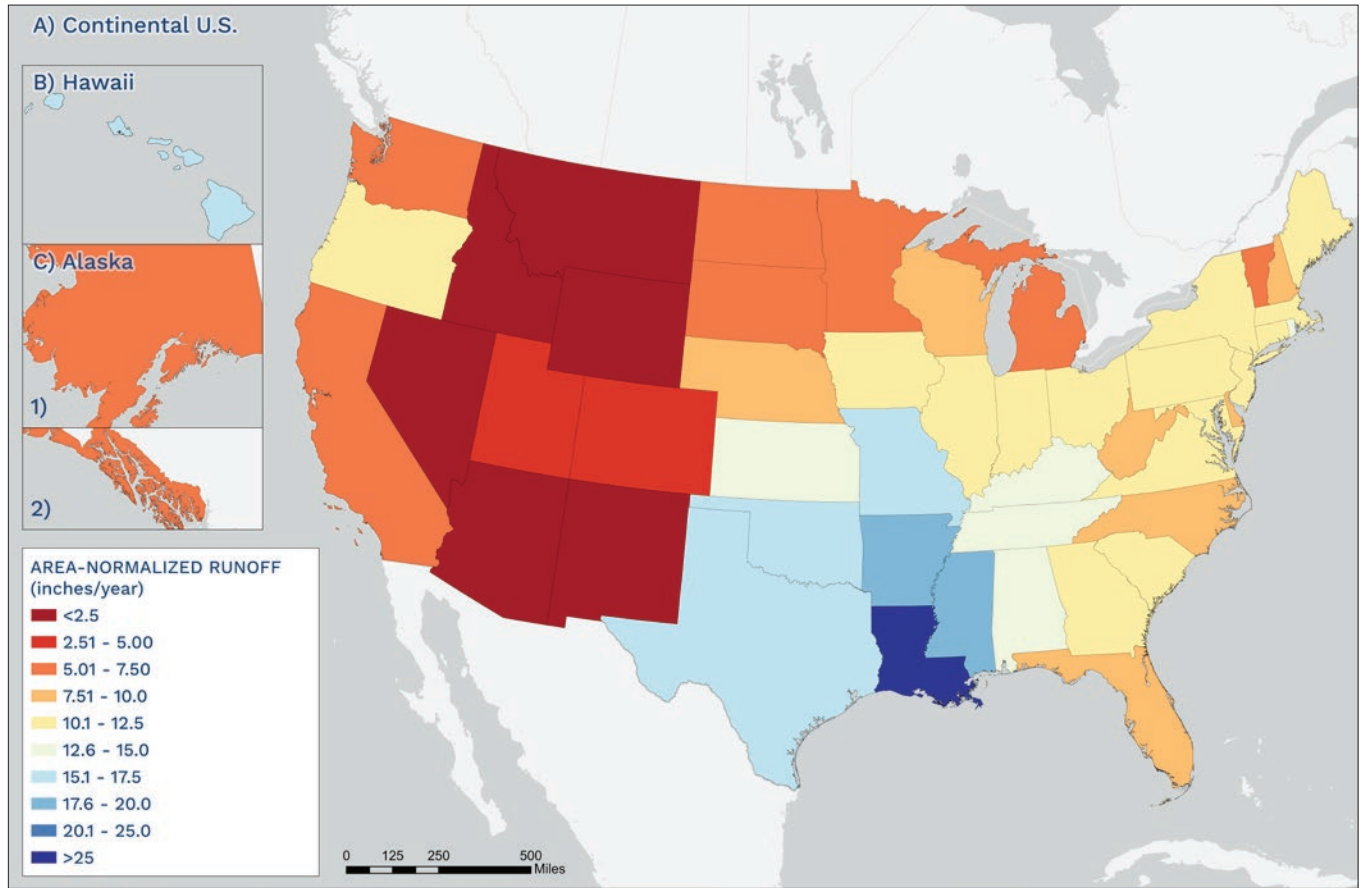 A) Continental U.S.
B) Hawaii
C) Alaska
1)
2)
AREA-NORMALIZED RUNOFF
(inches/year)
<2.5
2.51 - 5.00
5.01 - 7.50
7.51 - 10.0
10.1 - 12.5
12.6 - 15.0
15.1 - 17.5
17.6 - 20.0
20.1 - 25.0
>25
0 125 250 500
Miles